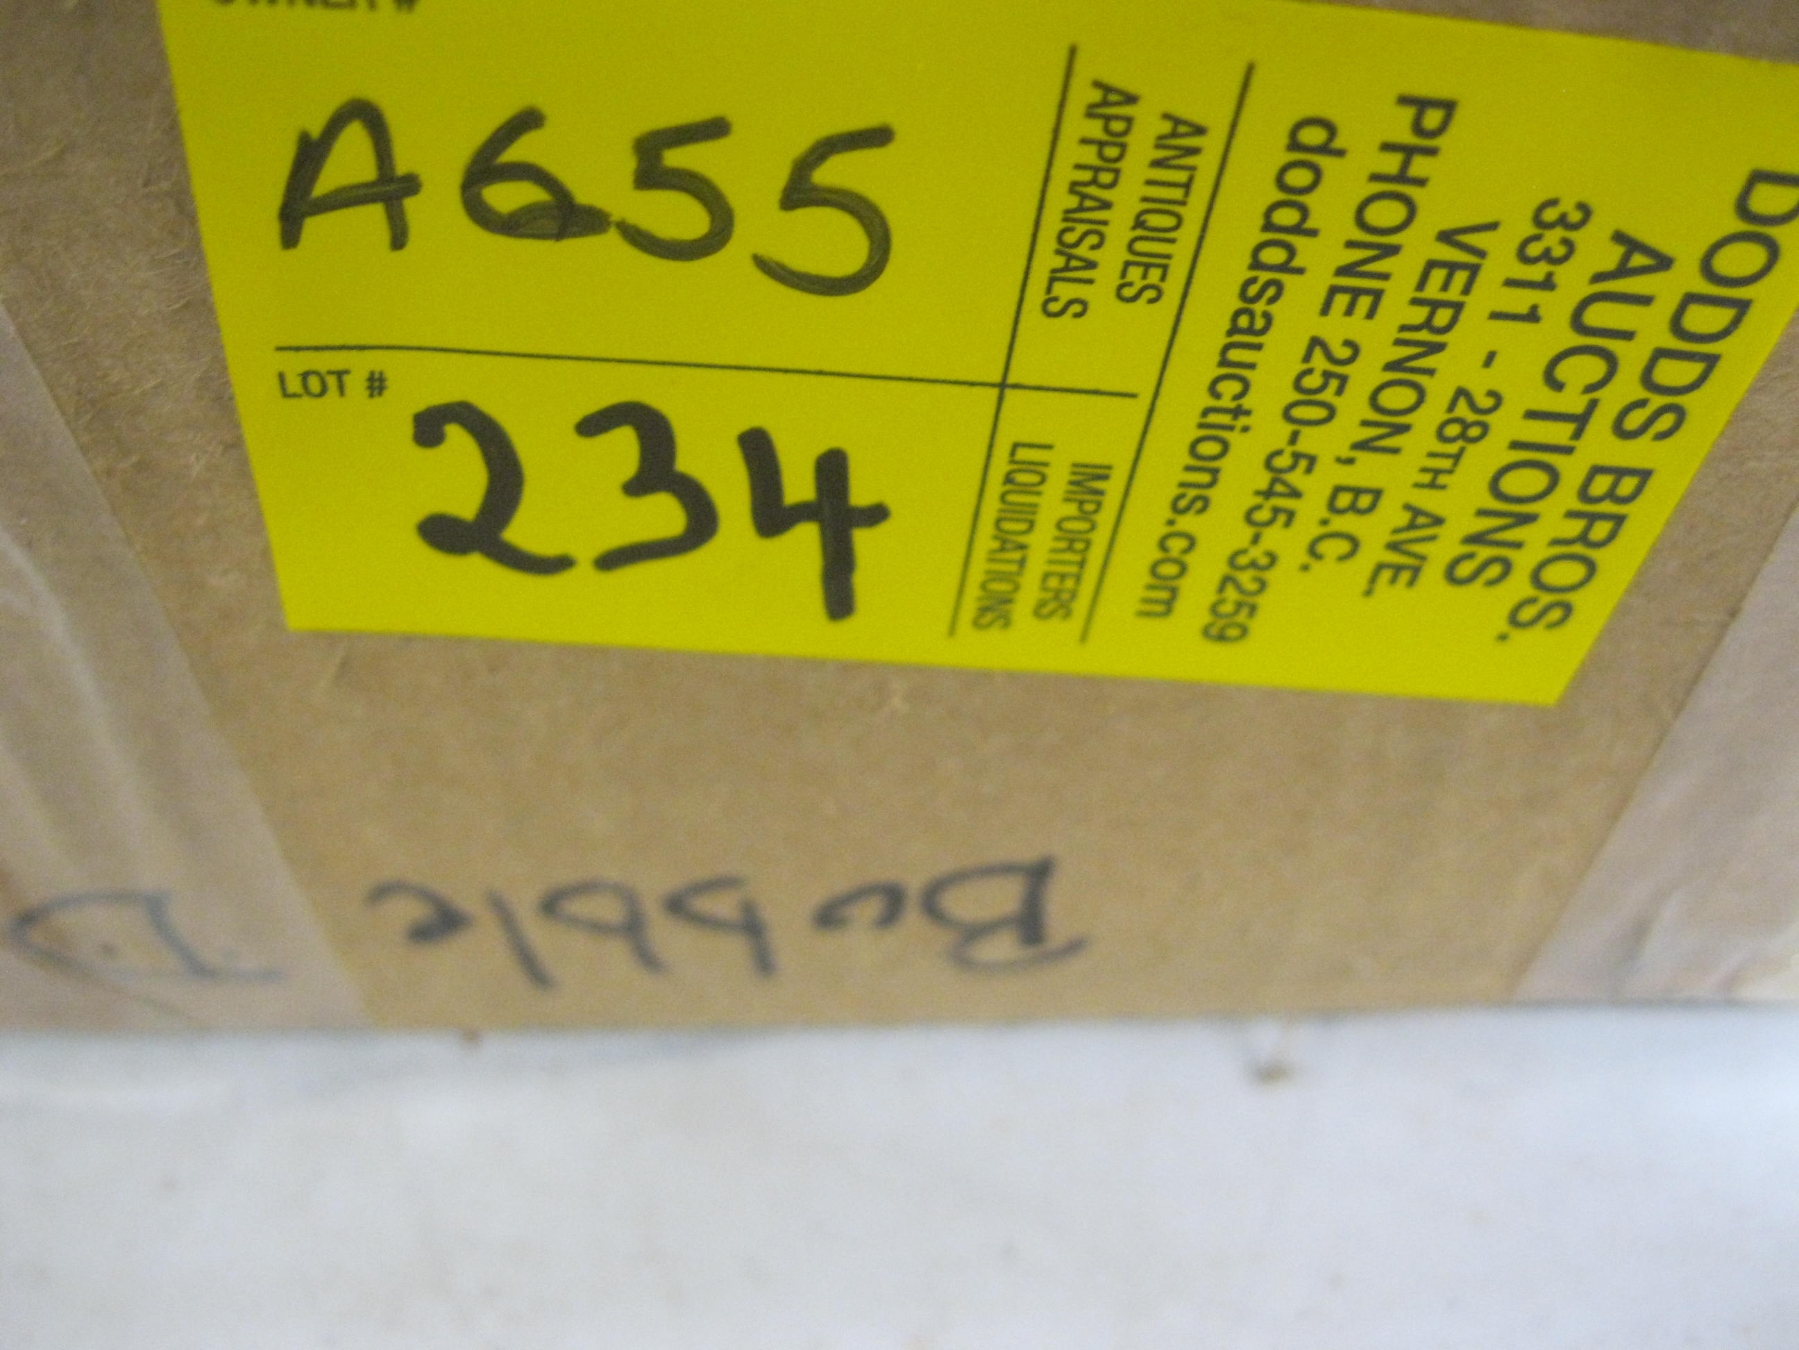 OWNER #
A655
LOT #
234
DODDS BROS.
AUCTIONS
3311 - 28TH AVE.
VERNON, B.C.
PHONE 250-545-3259
doddsauctions.com
ANTIQUES
APPRAISALS
IMPORTERS
LIQUIDATIONS
Bubble D